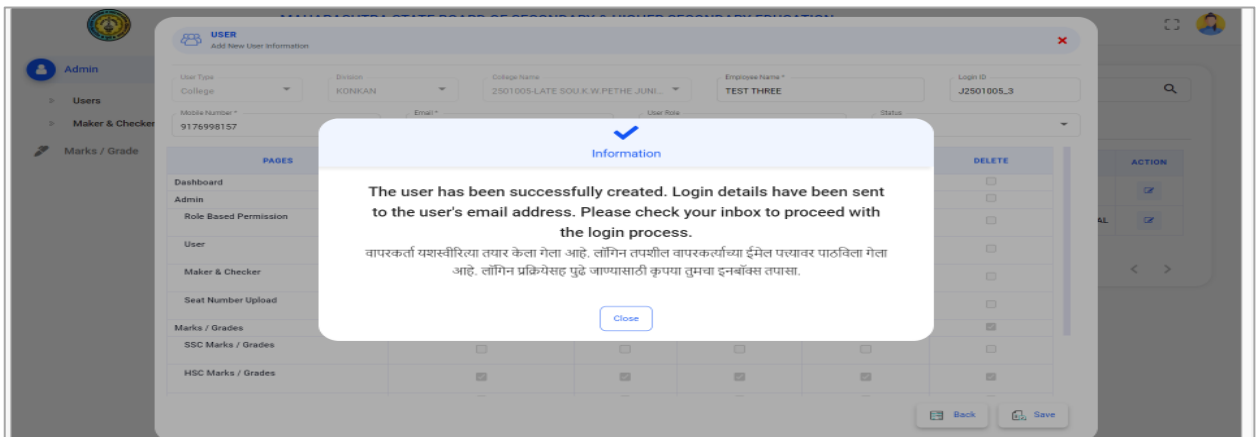 USER
Add New User Information
Admin
Users
Maker & Checker
Marks / Grade
User Type
Division
College Name
Employee Name *
Login ID
College
KONKAN
2501005-LATE SOU.K.W.PETHE JUNI...
TEST THREE
J2501005_3
Mobile Number *
Email *
User Role
Status
9176998157
PAGES
DELETE
ACTION
Dashboard
Admin
Role Based Permission
User
Maker & Checker
Seat Number Upload
Marks / Grades
SSC Marks / Grades
HSC Marks / Grades
Information
The user has been successfully created. Login details have been sent
to the user's email address. Please check your inbox to proceed with
the login process.
वापरकर्ता यशस्वीरित्या तयार केला गेला आहे. लॉगिन तपशील वापरकर्त्याच्या ईमेल पत्त्यावर पाठविला गेला
आहे. लॉगिन प्रक्रियेसह पुढे जाण्यासाठी कृपया तुमचा इनबॉक्स तपासा.
Close
AL
Back
Save